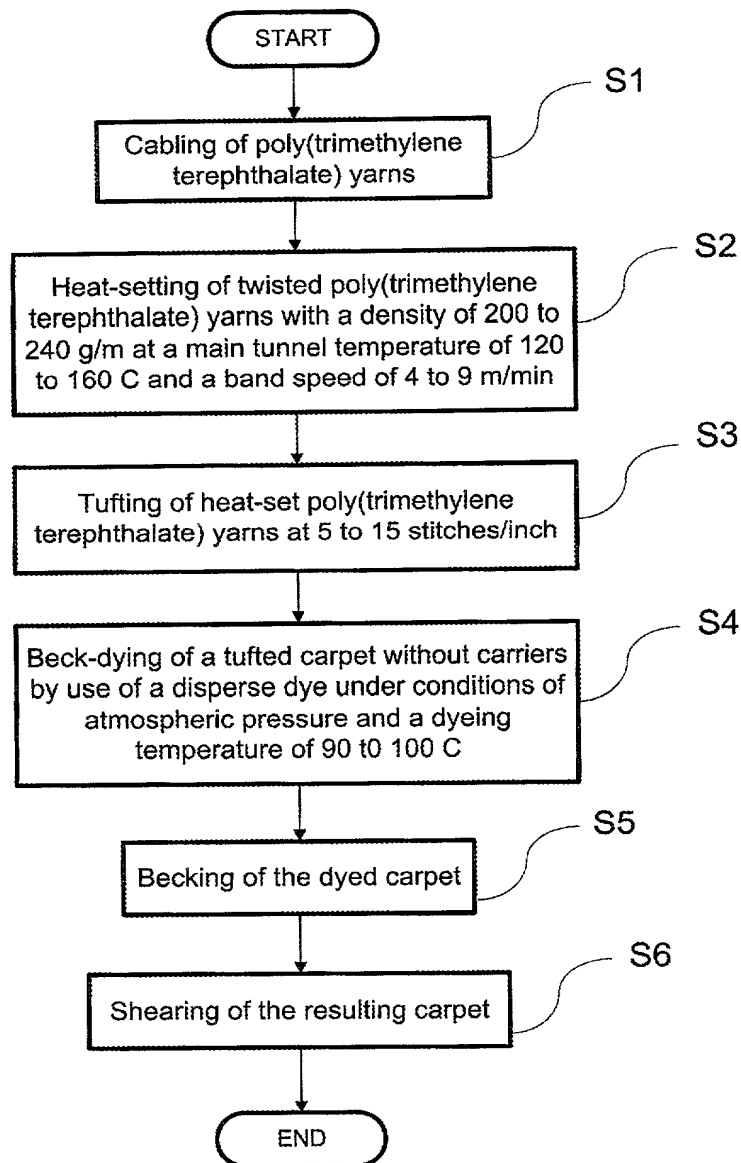 START
S1
Cabling of poly(trimethylene
terephthalate) yarns
S2
Heat-setting of twisted poly(trimethylene
terephthalate) yarns with a density of 200 to
240 g/m at a main tunnel temperature of 120
to 160 C and a band speed of 4 to 9 m/min
S3
Tufting of heat-set poly(trimethylene
terephthalate) yarns at 5 to 15 stitches/inch
S4
Beck-dying of a tufted carpet without carriers
by use of a disperse dye under conditions of
atmospheric pressure and a dyeing
temperature of 90 t0 100 C
S5
Becking of the dyed carpet
S6
Shearing of the resulting carpet
END